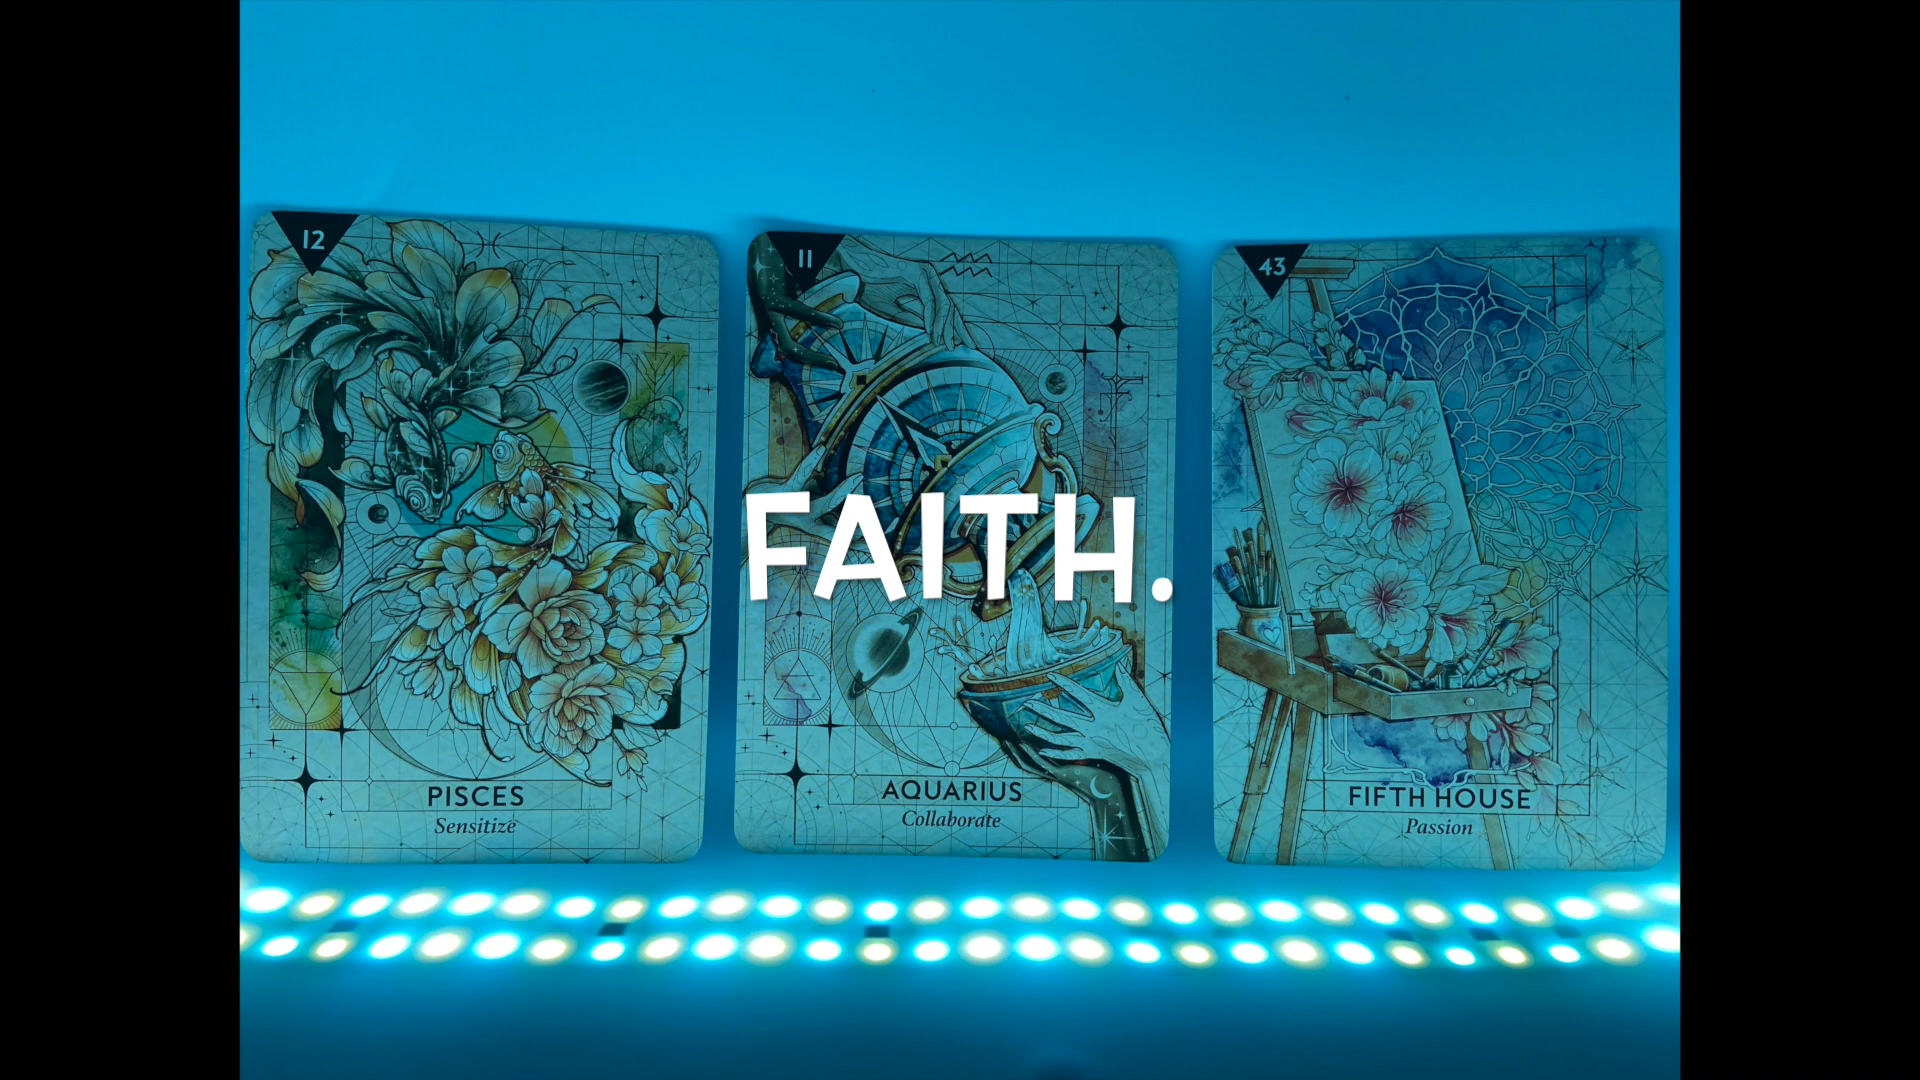 12
PISCES
Sensitize
11
AQUARIUS
Collaborate
43
FIFTH HOUSE
Passion
FAITH.